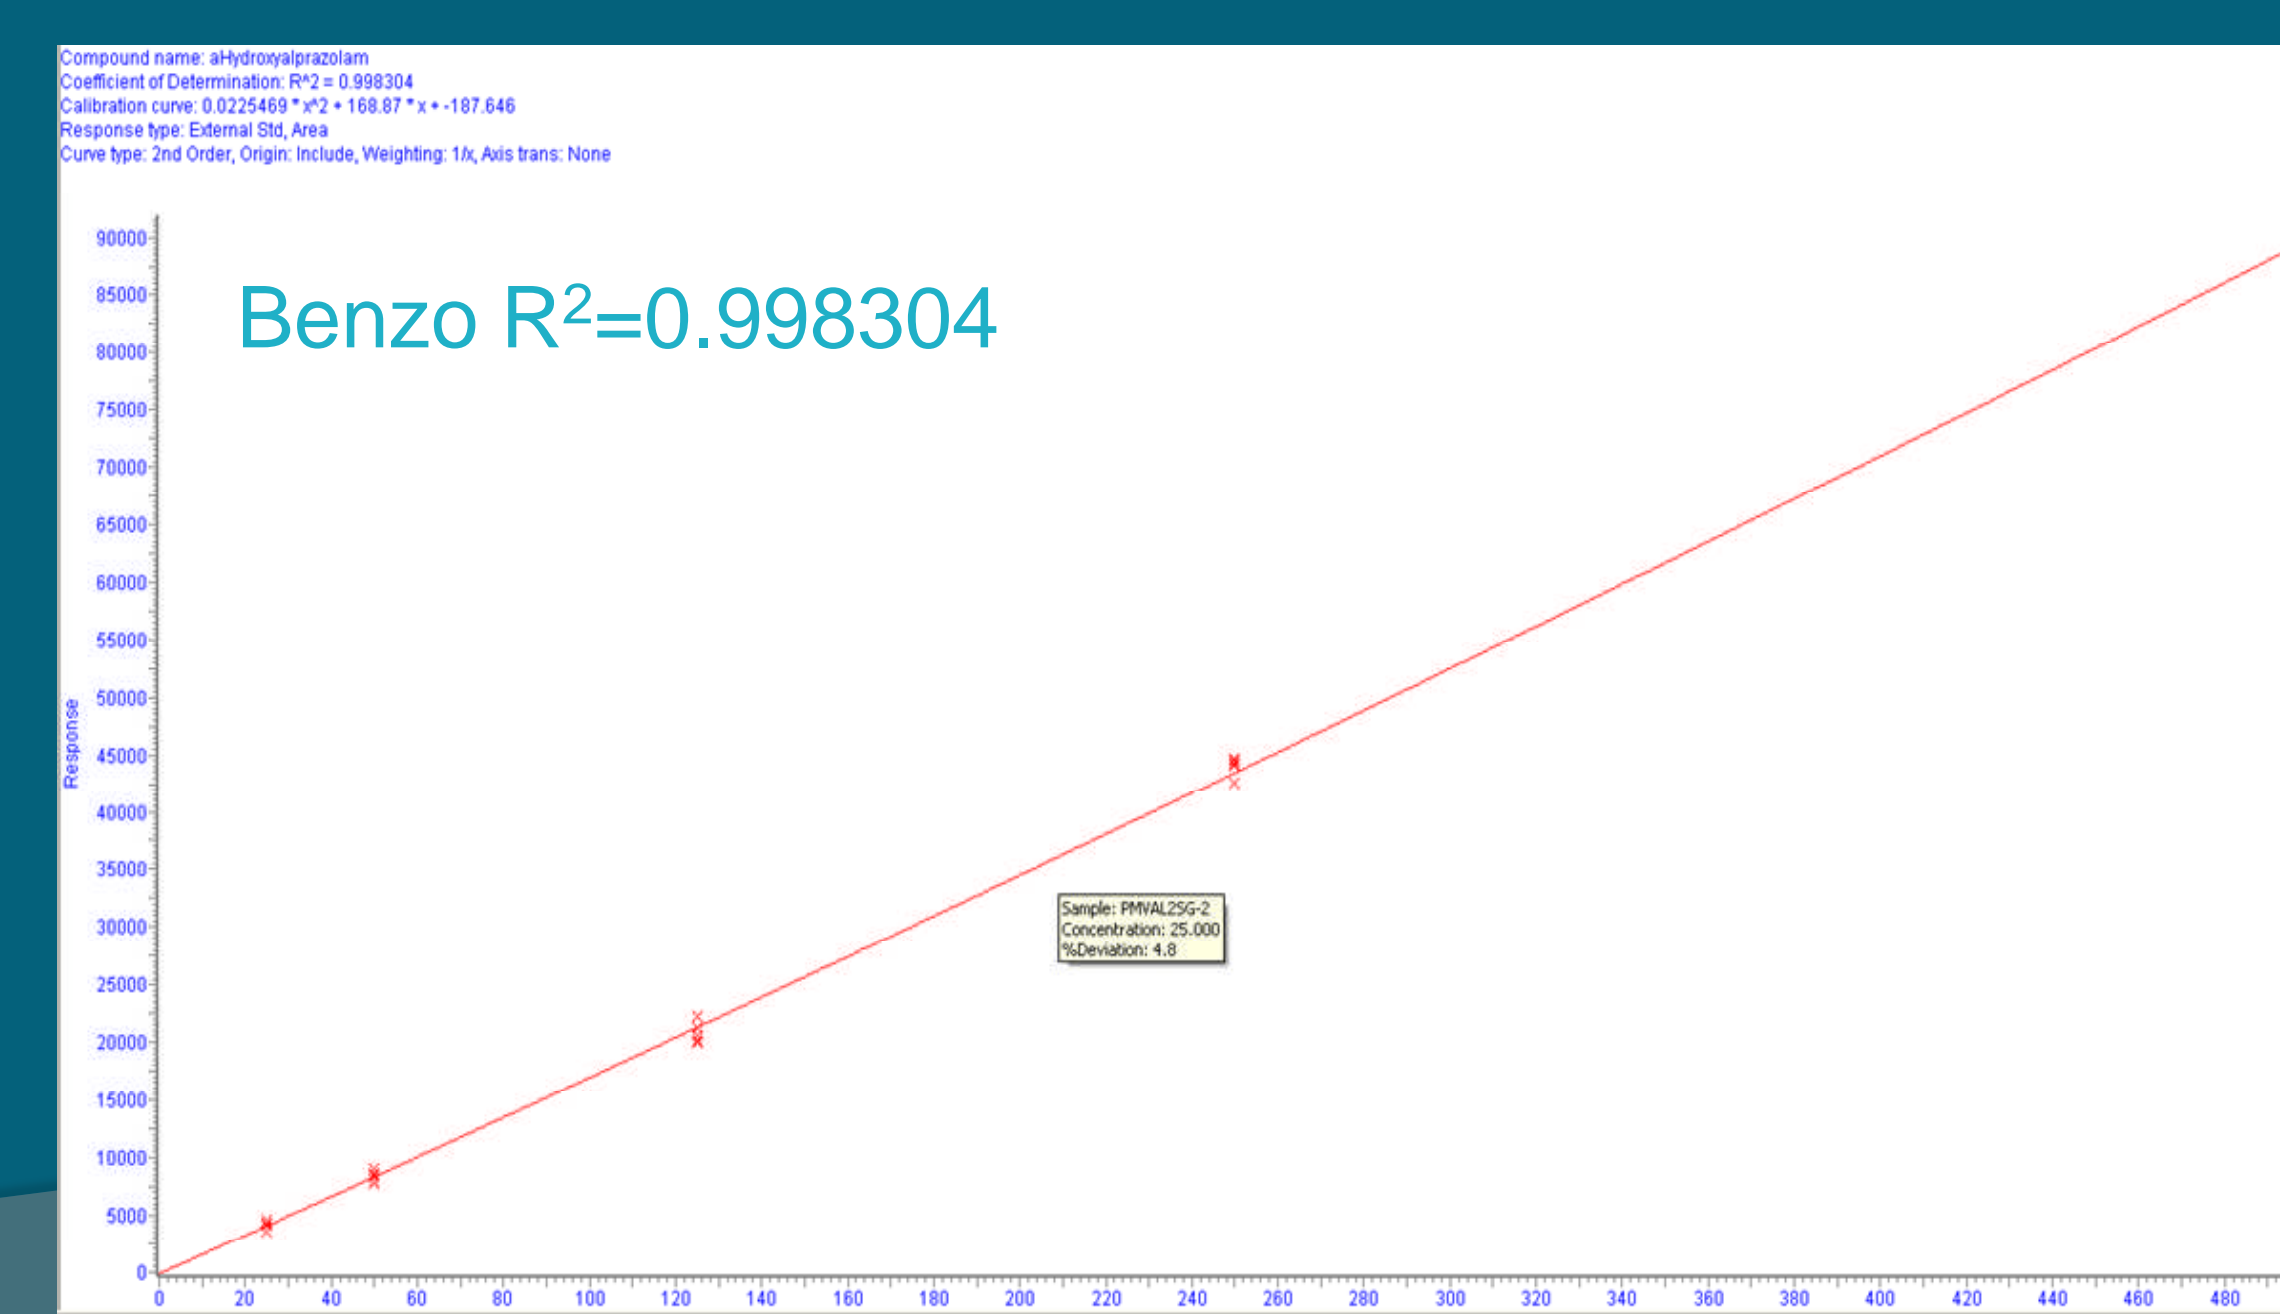 Compound name: aHydroxyalprazolam
Coefficient of Determination: R^2 = 0.998304
Calibration curve: 0.0225469 * x^2 + 168.87 * x + -187.646
Response type: External Std, Area
Curve type: 2nd Order, Origin: Include, Weighting: 1/x, Axis trans: None
Benzo R²=0.998304
90000
85000
80000
75000
70000
65000
60000
55000
50000
45000
40000
35000
30000
25000
20000
15000
10000
5000
0
Response
Sample: PMVAL2SG-2
Concentration: 25.000
%Deviation: 4.8
0 20 40 60 80 100 120 140 160 180 200 220 240 260 280 300 320 340 360 380 400 420 440 460 480